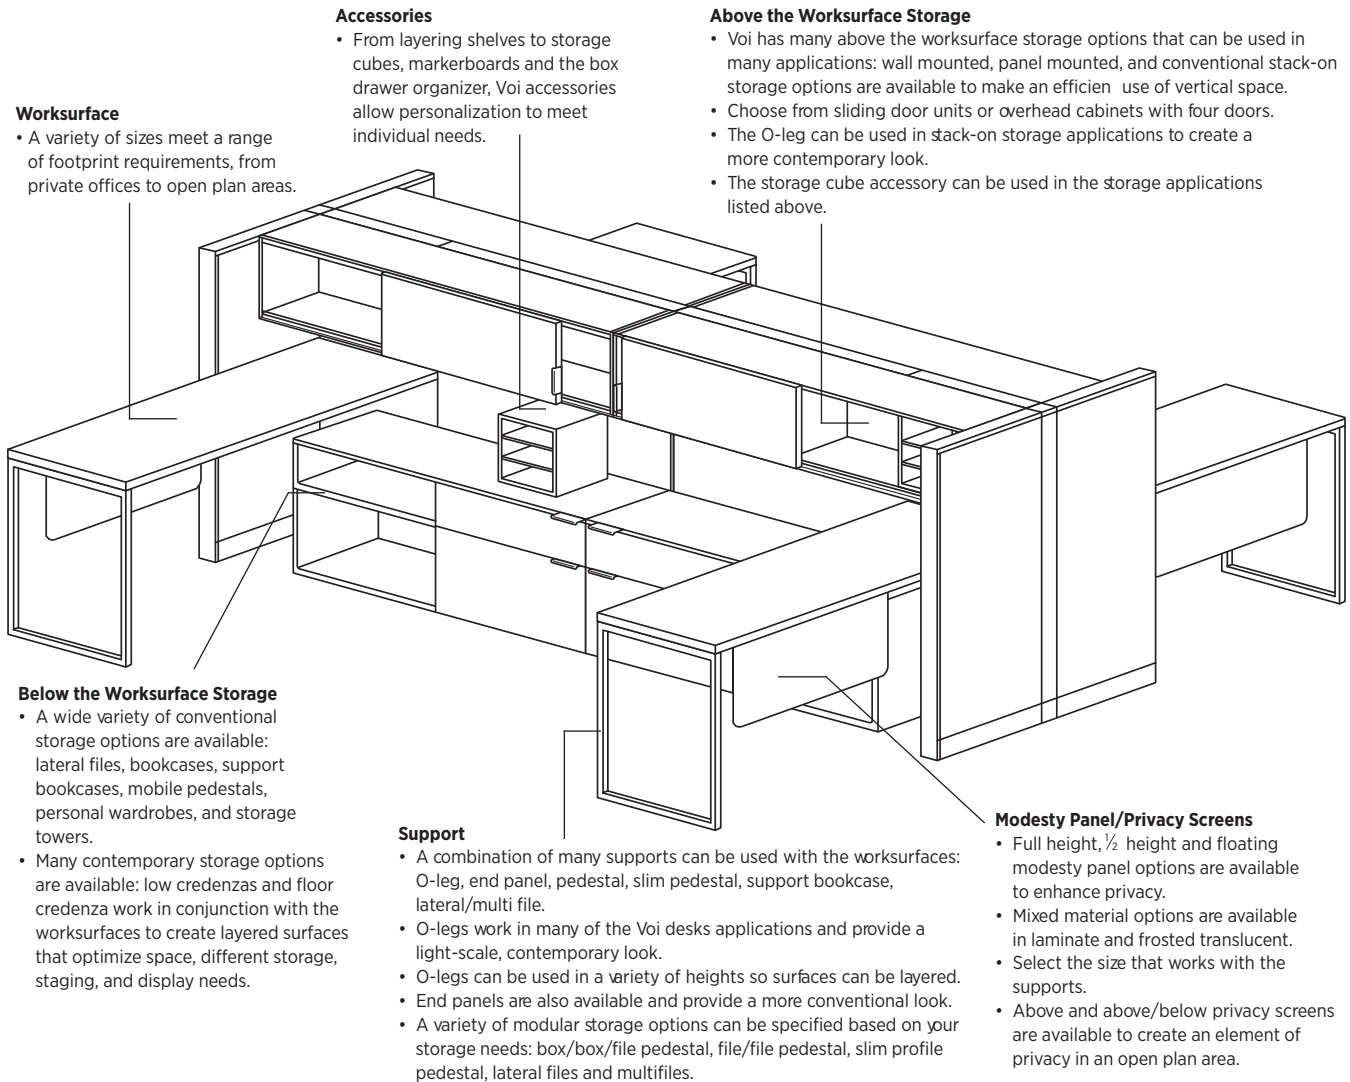 Accessories
• From layering shelves to storage
cubes, markerboards and the box
drawer organizer, Voi accessories
allow personalization to meet
individual needs.
Above the Worksurface Storage
• Voi has many above the worksurface storage options that can be used in
many applications: wall mounted, panel mounted, and conventional stack-on
storage options are available to make an efficien use of vertical space.
• Choose from sliding door units or overhead cabinets with four doors.
• The O-leg can be used in stack-on storage applications to create a
more contemporary look.
• The storage cube accessory can be used in the storage applications
listed above.
Worksurface
• A variety of sizes meet a range
of footprint requirements, from
private offices to open plan areas.
Below the Worksurface Storage
• A wide variety of conventional
storage options are available:
lateral files, bookcases, support
bookcases, mobile pedestals,
personal wardrobes, and storage
towers.
• Many contemporary storage options
are available: low credenzas and floor
credenza work in conjunction with the
worksurfaces to create layered surfaces
that optimize space, different storage,
staging, and display needs.
Support
• A combination of many supports can be used with the worksurfaces:
O-leg, end panel, pedestal, slim pedestal, support bookcase,
lateral/multi file.
• O-legs work in many of the Voi desks applications and provide a
light-scale, contemporary look.
• O-legs can be used in a variety of heights so surfaces can be layered.
• End panels are also available and provide a more conventional look.
• A variety of modular storage options can be specified based on your
storage needs: box/box/file pedestal, file/file pedestal, slim profile
pedestal, lateral files and multifiles.
Modesty Panel/Privacy Screens
• Full height, ½ height and floating
modesty panel options are available
to enhance privacy.
• Mixed material options are available
in laminate and frosted translucent.
• Select the size that works with the
supports.
• Above and above/below privacy screens
are available to create an element of
privacy in an open plan area.